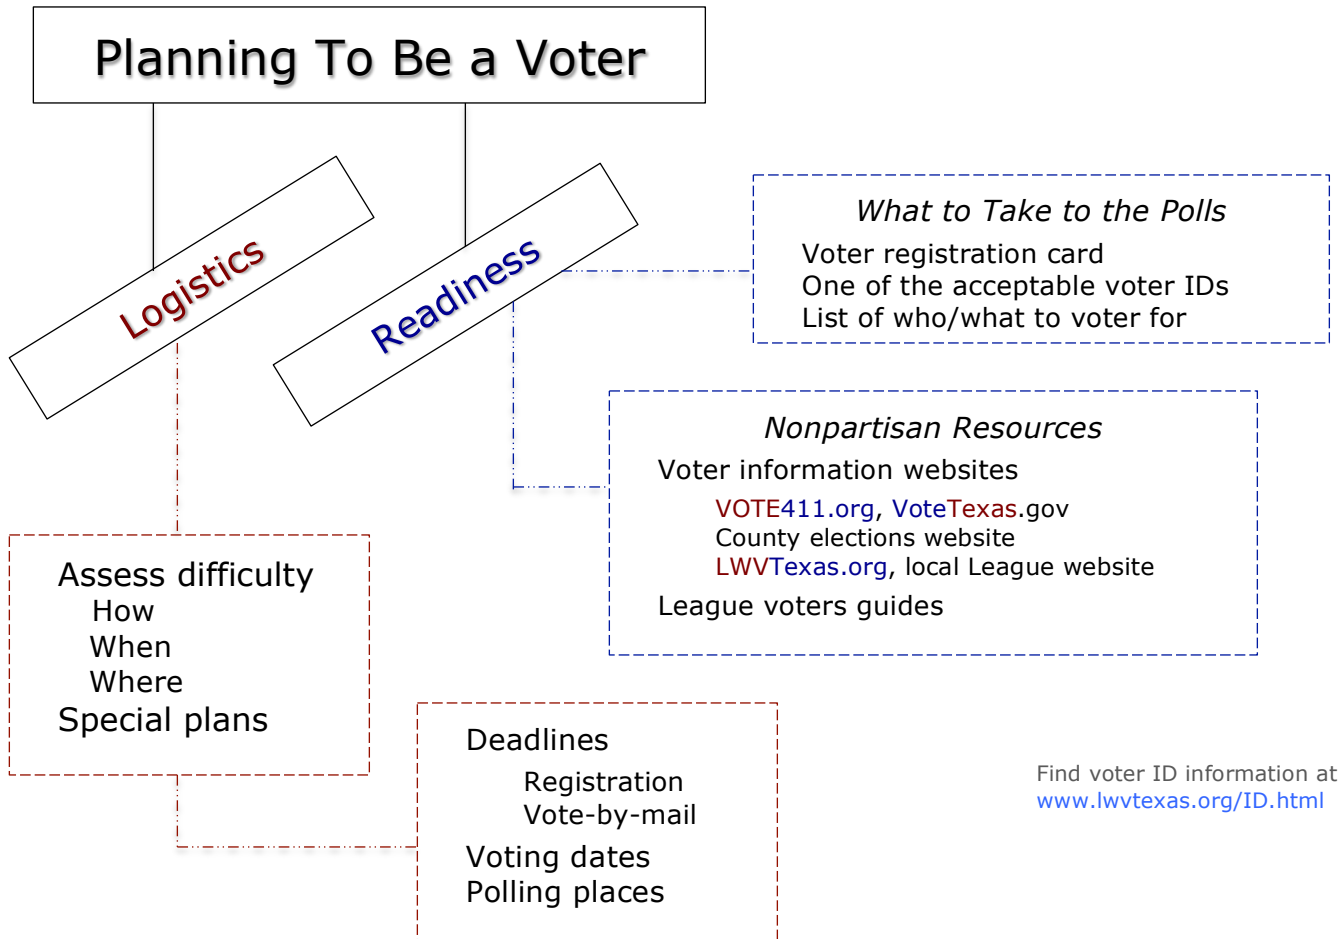 Planning To Be a Voter
Logistics
Readiness
What to Take to the Polls
Voter registration card
One of the acceptable voter IDs
List of who/what to voter for
Nonpartisan Resources
Voter information websites
VOTE411.org, VoteTexas.gov
County elections website
LWVTexas.org, local League website
League voters guides
Assess difficulty
How
When
Where
Special plans
Deadlines
Registration
Vote-by-mail
Voting dates
Polling places
Find voter ID information at
www.lwvtexas.org/ID.html